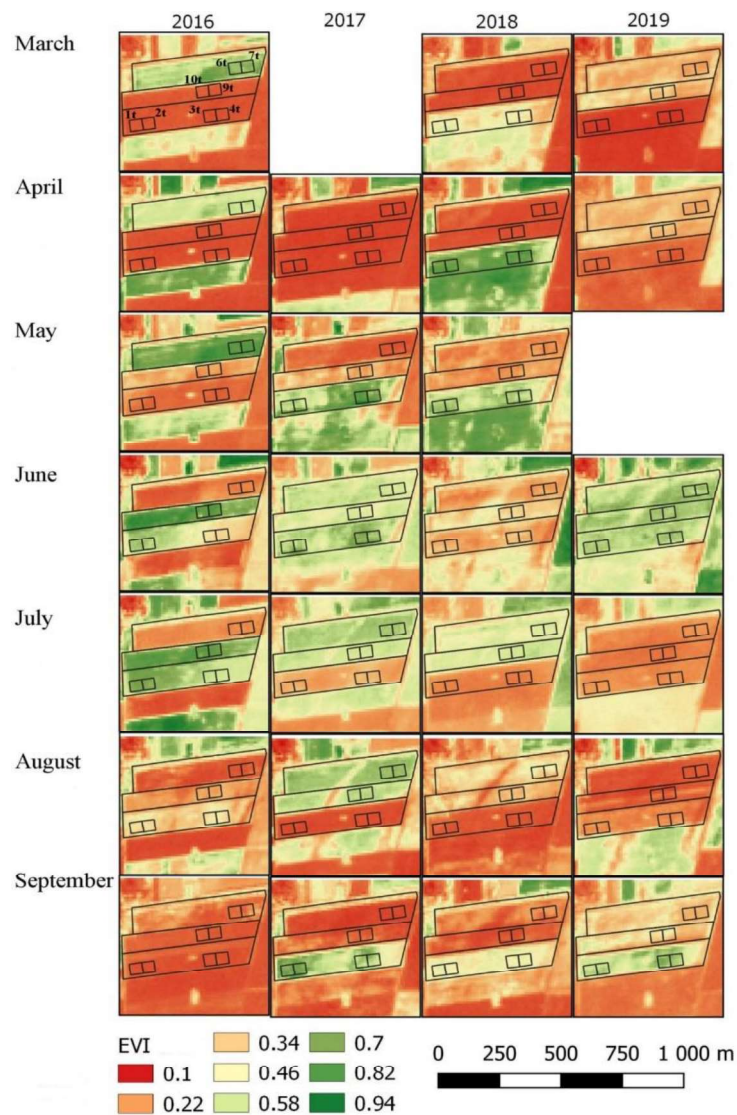 2016 2017 2018 2019
March
7t
6t
10t
9t
1t 2t 3t 4t
April
May
June
July
August
September
EVI 0.34 0.7
0.1 0.46 0.82
0.22 0.58 0.94
0 250 500 750 1 000 m